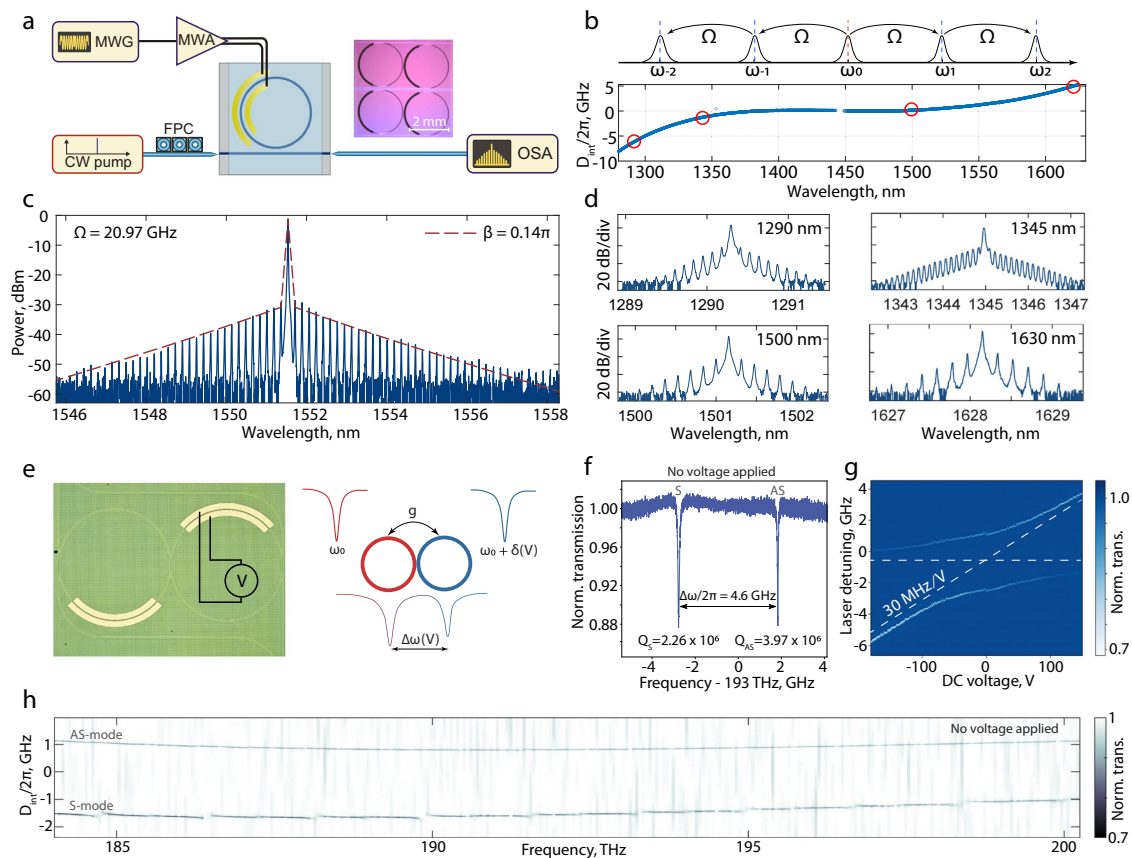 a
MWG
MWA
FPC
CW pump
OSA
2 mm
b
Ω Ω Ω Ω
ω-2 ω-1 ω0 ω1 ω2
Dint/2π, GHz
5
0
-5
-10
1300 1350 1400 1450 1500 1550 1600
Wavelength, nm
c
Ω = 20.97 GHz
β = 0.14π
Power, dBm
0
-10
-20
-30
-40
-50
-60
1546 1548 1550 1552 1554 1556 1558
Wavelength, nm
d
1290 nm
20 dB/div
1289 1290 1291
1345 nm
1343 1344 1345 1346 1347
1500 nm
20 dB/div
1500 1501 1502
Wavelength, nm
1630 nm
1627 1628 1629
Wavelength, nm
e
V
g
ω0
ω0 + δ(V)
Δω(V)
f
No voltage applied
S AS
Norm. transmission
1.00
0.96
0.92
0.88
Δω/2π = 4.6 GHz
QS=2.26 x 10⁶ QAS=3.97 x 10⁶
-4 -2 0 2 4
Frequency - 193 THz, GHz
g
Laser detuning, GHz
4
2
0
-2
-4
-6
30 MHz/V
-100 0 100
DC voltage, V
1.0
Norm. trans.
0.7
h
AS-mode
No voltage applied
S-mode
Dint/2π, GHz
1
0
-1
-2
185 190 195 200
Frequency, THz
1
Norm. trans.
0.7